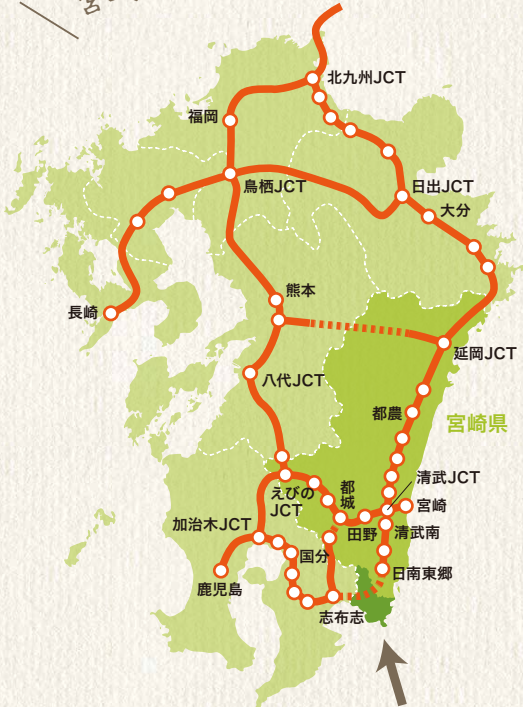 宮
北九州JCT
福岡
鳥栖JCT
日出JCT
大分
長崎
熊本
延岡JCT
八代JCT
都農
宮崎県
清武JCT
えびの
JCT
都城
宮崎
加治木JCT
田野
清武南
国分
日南東郷
鹿児島
志布志